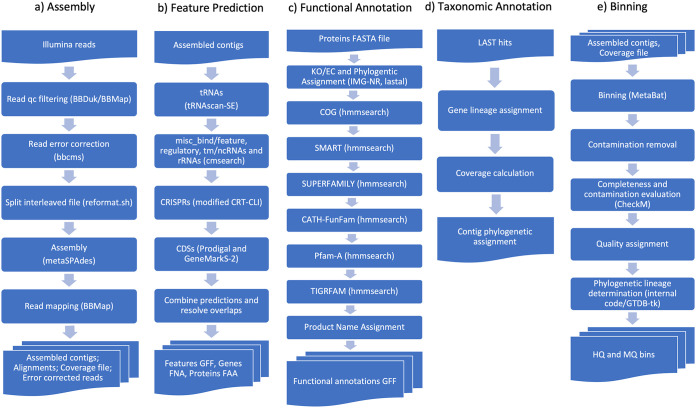 a) Assembly
Illumina reads
Read qc filtering (BBDuk/BBMap)
Read error correction
(bbcms)
Split interleaved file (reformat.sh)
Assembly
(metaSPAdes)
Read mapping (BBMap)
Assembled contigs;
Alignments; Coverage file;
Error corrected reads
b) Feature Prediction
Assembled contigs
tRNAs
(tRNAscan-SE)
misc_bind/feature,
regulatory, tm/ncRNAs and
rRNAs (cmsearch)
CRISPRs (modified CRT-CLI)
CDSs (Prodigal and
GeneMarkS-2)
Combine predictions and
resolve overlaps
Features GFF, Genes
FNA, Proteins FAA
c) Functional Annotation
Proteins FASTA file
KO/EC and Phylogentic
Assignment (IMG-NR, lastal)
COG (hmmsearch)
SMART (hmmsearch)
SUPERFAMILY (hmmsearch)
CATH-FunFam (hmmsearch)
Pfam-A (hmmsearch)
TIGRFAM (hmmsearch)
Product Name Assignment
Functional annotations GFF
d) Taxonomic Annotation
LAST hits
Gene lineage assignment
Coverage calculation
Contig phylogenetic
assignment
e) Binning
Assembled contigs,
Coverage file
Binning (MetaBat)
Contamination removal
Completeness and
contamination evaluation
(CheckM)
Quality assignment
Phylogenetic lineage
determination (internal
code/GTDB-tk)
HQ and MQ bins